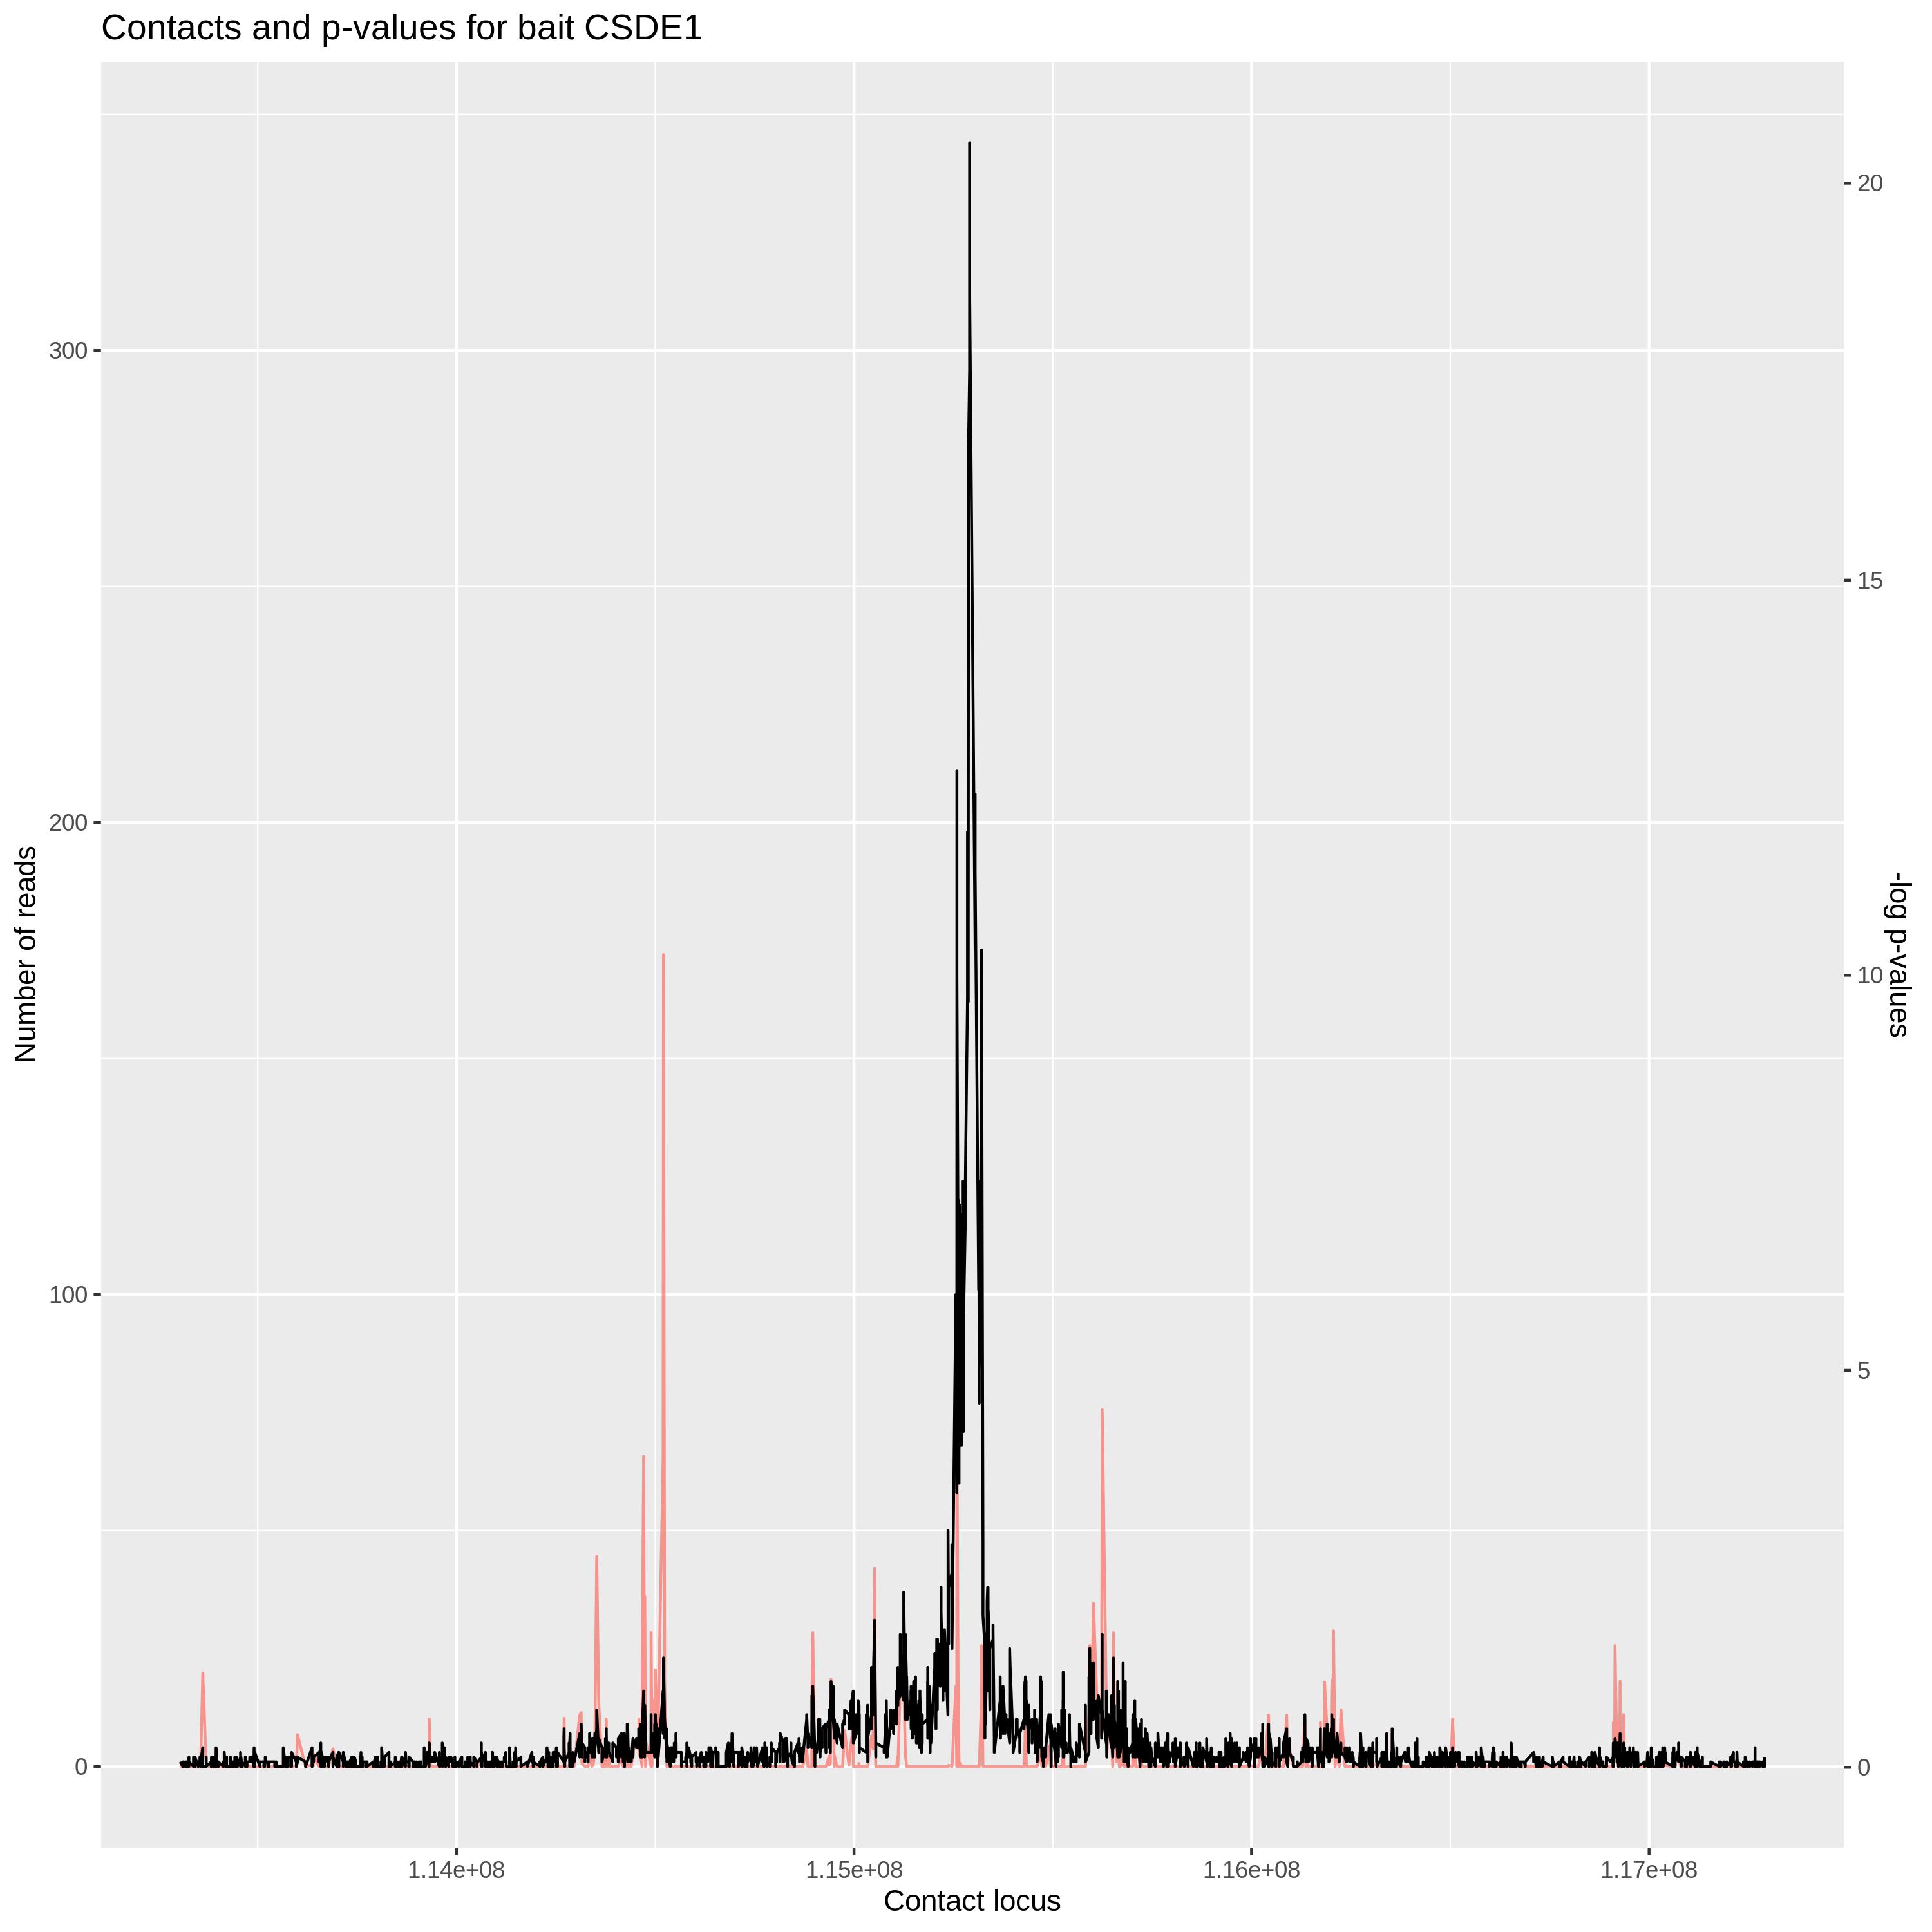 Contacts and p-values for bait CSDE1
Number of reads
300
200
100
0
20
15
10
5
0
-log p-values
1.14e+08
1.15e+08
1.16e+08
1.17e+08
Contact locus